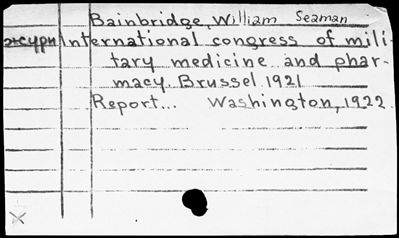 Bainbridge, William Seaman
International congress of mili-
tary medicine and phar-
macy. Brussel 1921
Report... Washington, 1922.